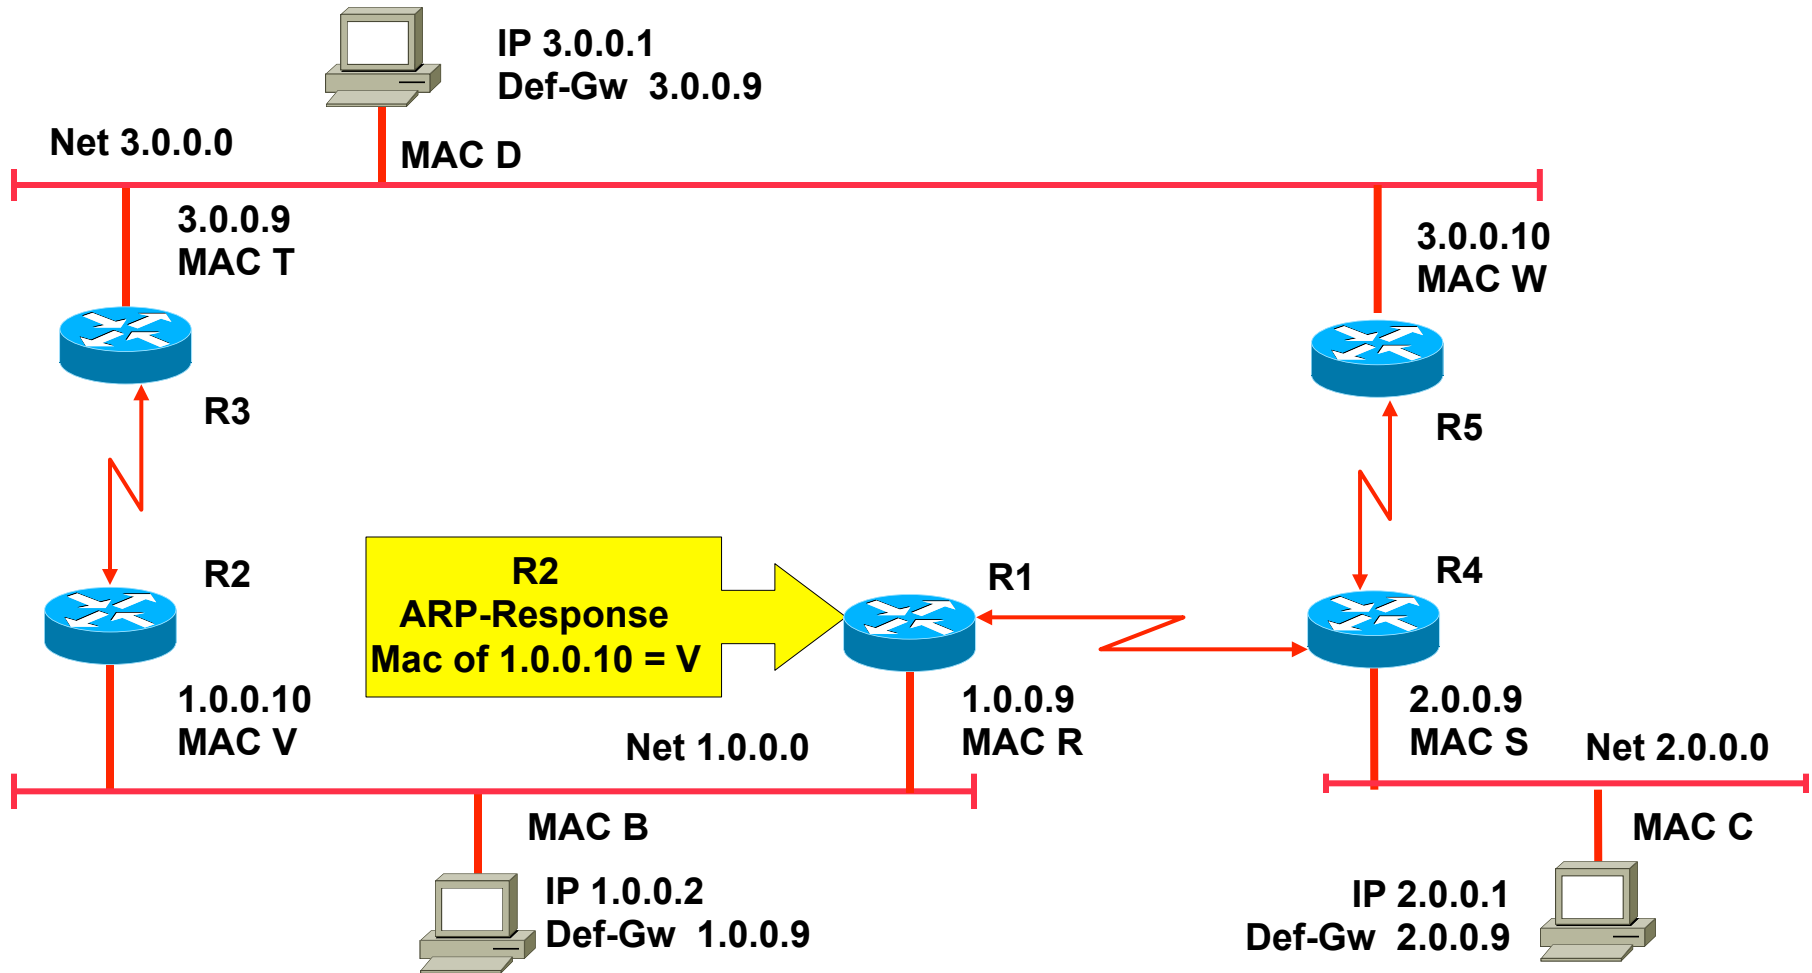 IP 3.0.0.1
Def-Gw 3.0.0.9
Net 3.0.0.0
MAC D
3.0.0.9
MAC T
3.0.0.10
MAC W
R3
R5
R2
R2
ARP-Response
Mac of 1.0.0.10 = V
R1
R4
1.0.0.10
MAC V
Net 1.0.0.0
1.0.0.9
MAC R
2.0.0.9
MAC S
Net 2.0.0.0
MAC B
MAC C
IP 1.0.0.2
Def-Gw 1.0.0.9
IP 2.0.0.1
Def-Gw 2.0.0.9